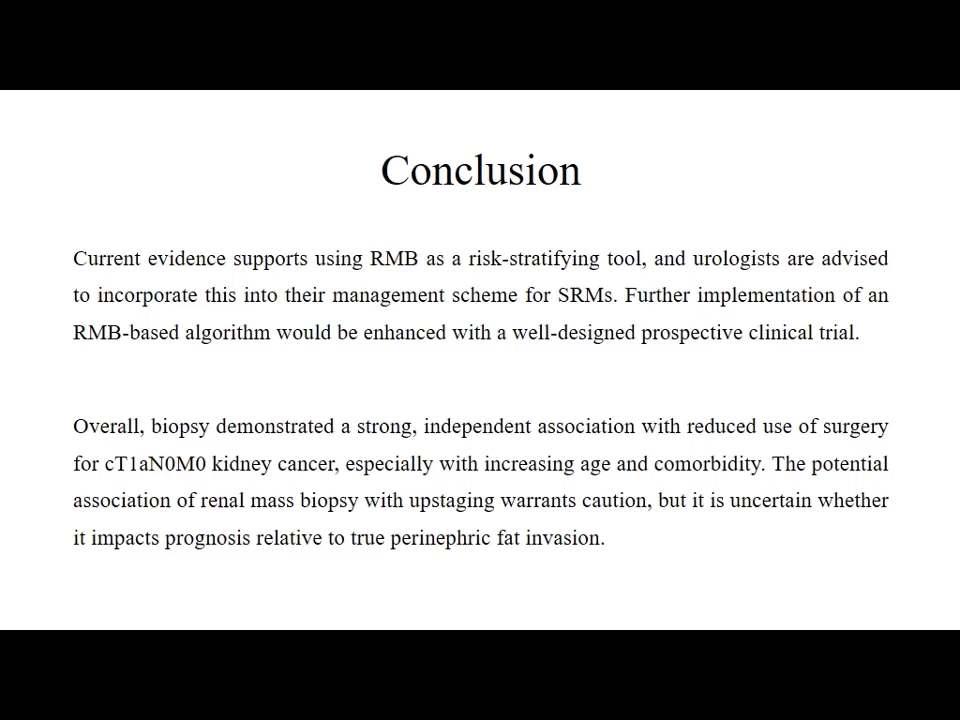 Conclusion
Current evidence supports using RMB as a risk-stratifying tool, and urologists are advised
to incorporate this into their management scheme for SRMs. Further implementation of an
RMB-based algorithm would be enhanced with a well-designed prospective clinical trial.
Overall, biopsy demonstrated a strong, independent association with reduced use of surgery
for cT1aN0M0 kidney cancer, especially with increasing age and comorbidity. The potential
association of renal mass biopsy with upstaging warrants caution, but it is uncertain whether
it impacts prognosis relative to true perinephric fat invasion.